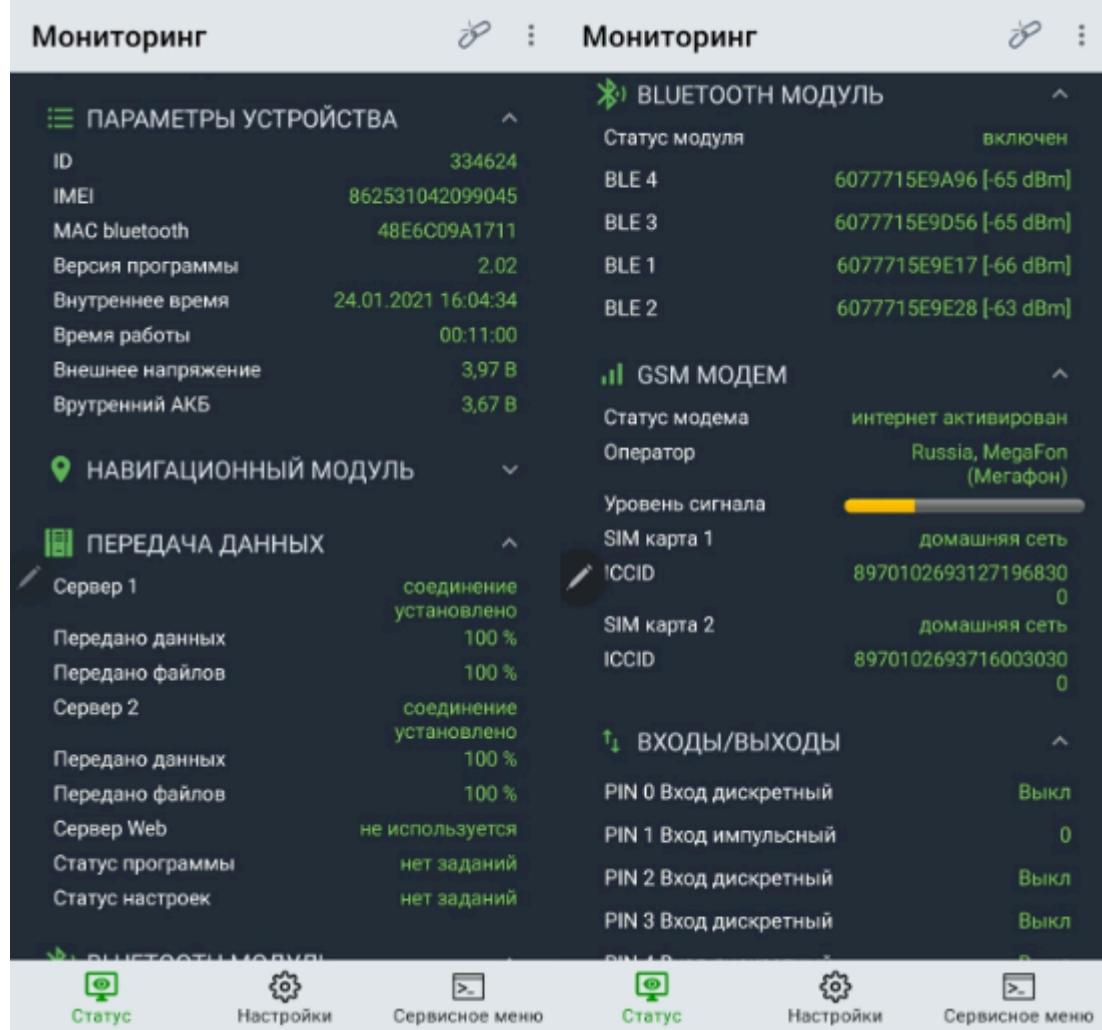 Мониторинг
ПАРАМЕТРЫ УСТРОЙСТВА
ID 334624
IMEI 862531042099045
MAC bluetooth 48E6C09A1711
Версия программы 2.02
Внутреннее время 24.01.2021 16:04:34
Время работы 00:11:00
Внешнее напряжение 3,97 В
Врутренний АКБ 3,67 В
НАВИГАЦИОННЫЙ МОДУЛЬ
ПЕРЕДАЧА ДАННЫХ
Сервер 1 соединение
установлено
Передано данных 100 %
Передано файлов 100 %
Сервер 2 соединение
установлено
Передано данных 100 %
Передано файлов 100 %
Сервер Web не используется
Статус программы нет заданий
Статус настроек нет заданий
BLUETOOTH МОДУЛЬ
Статус
Настройки
Сервисное меню
Мониторинг
BLUETOOTH МОДУЛЬ
Статус модуля включен
BLE 4 6077715E9A96 [-65 dBm]
BLE 3 6077715E9D56 [-65 dBm]
BLE 1 6077715E9E17 [-66 dBm]
BLE 2 6077715E9E28 [-63 dBm]
GSM МОДЕМ
Статус модема интернет активирован
Оператор Russia, MegaFon
(Мегафон)
Уровень сигнала
SIM карта 1 домашняя сеть
ICCID 8970102693127196830
0
SIM карта 2 домашняя сеть
ICCID 8970102693716003030
0
ВХОДЫ/ВЫХОДЫ
PIN 0 Вход дискретный Выкл
PIN 1 Вход импульсный 0
PIN 2 Вход дискретный Выкл
PIN 3 Вход дискретный Выкл
Статус
Настройки
Сервисное меню